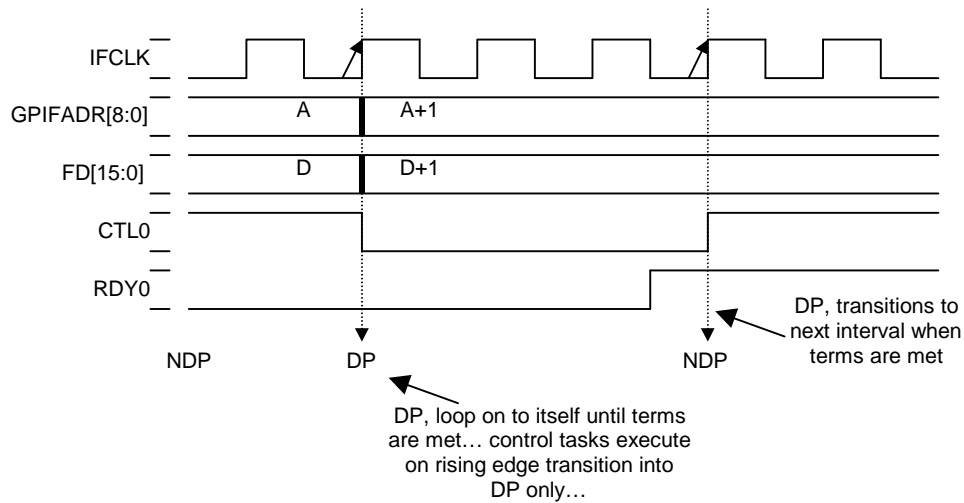 IFCLK
GPIFADR[8:0]
A
A+1
FD[15:0]
D
D+1
CTL0
RDY0
NDP
DP
NDP
DP, transitions to
next interval when
terms are met
DP, loop on to itself until terms
are met… control tasks execute
on rising edge transition into
DP only…